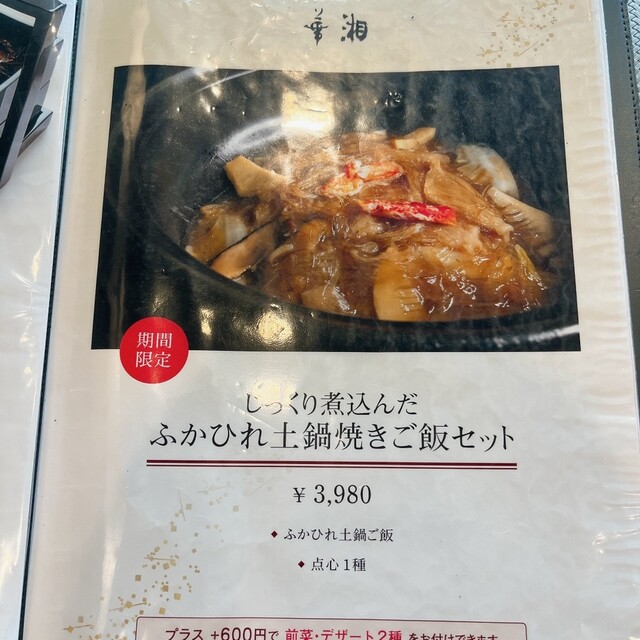 華湘
期間
限定
じっくり煮込んだ
ふかひれ土鍋焼きご飯セット
¥3,980
◆ ふかひれ土鍋ご飯
◆ 点心1種
プラス +600円で 前菜・デザート2種 をお付けできます